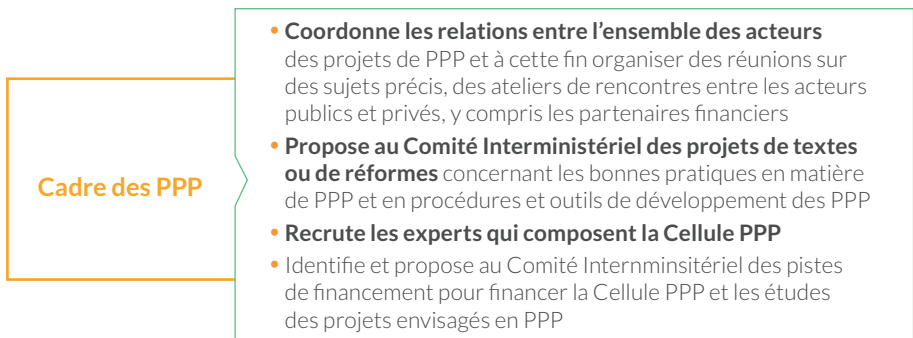 Cadre des PPP
• Coordonne les relations entre l'ensemble des acteurs
des projets de PPP et à cette fin organiser des réunions sur
des sujets précis, des ateliers de rencontres entre les acteurs
publics et privés, y compris les partenaires financiers
• Propose au Comité Interministériel des projets de textes
ou de réformes concernant les bonnes pratiques en matière
de PPP et en procédures et outils de développement des PPP
• Recrute les experts qui composent la Cellule PPP
• Identifie et propose au Comité Internminsitériel des pistes
de financement pour financer la Cellule PPP et les études
des projets envisagés en PPP